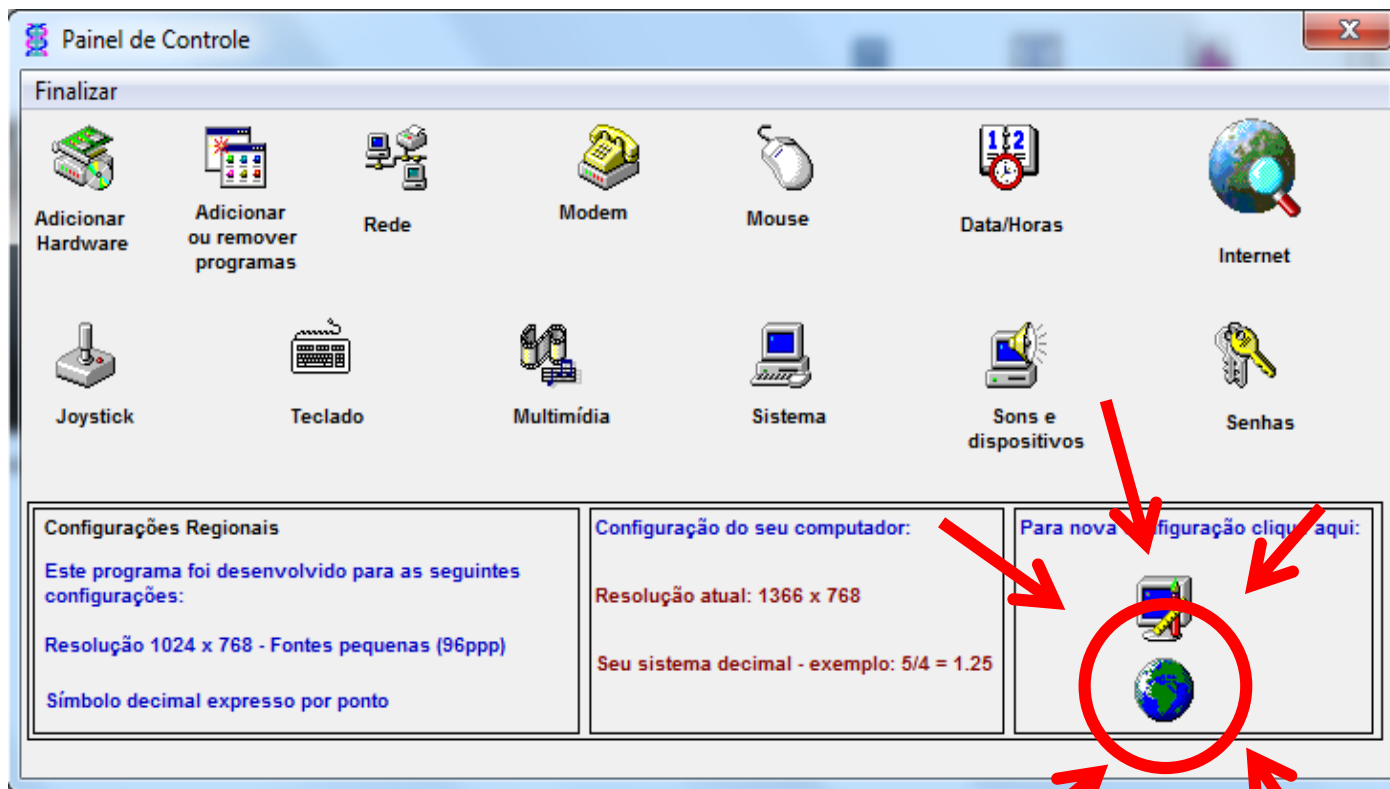 Painel de Controle
X
Finalizar
Adicionar
Hardware
Adicionar
ou remover
programas
Rede
Modem
Mouse
12
Data/Horas
Internet
Joystick
Teclado
Multimídia
Sistema
Sons e
dispositivos
Senhas
Configurações Regionais
Este programa foi desenvolvido para as seguintes
configurações:
Resolução 1024 x 768 - Fontes pequenas (96ppp)
Símbolo decimal expresso por ponto
Configuração do seu computador:
Resolução atual: 1366 x 768
Seu sistema decimal - exemplo: 5/4 = 1.25
Para nova configuração clique aqui: